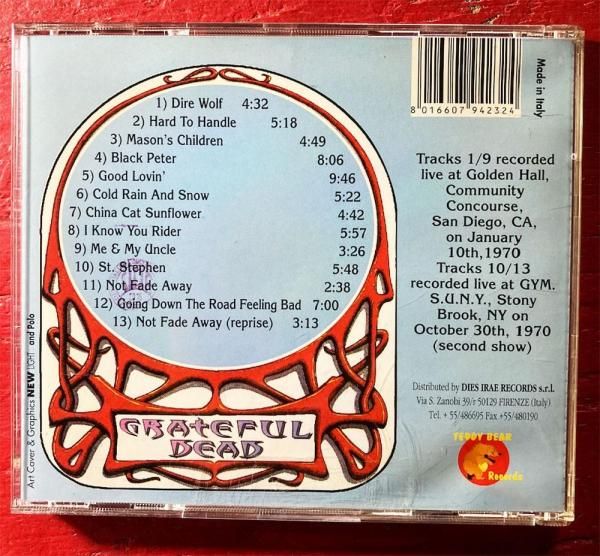 1) Dire Wolf 4:32
2) Hard To Handle 5:18
3) Mason's Children 4:49
4) Black Peter 8:06
5) Good Lovin' 9:46
6) Cold Rain And Snow 5:22
7) China Cat Sunflower 4:42
8) I Know You Rider 5:57
9) Me & My Uncle 3:26
10) St. Stephen 5:48
11) Not Fade Away 2:38
12) Going Down The Road Feeling Bad 7:00
13) Not Fade Away (reprise) 3:13
GRATEFUL
DEAD
Art Cover & Graphics NEW LIGHT and Polo
8 016607 942324
Made in Italy
Tracks 1/9 recorded
live at Golden Hall,
Community
Concourse,
San Diego, CA,
on January
10th,1970
Tracks 10/13
recorded live at GYM.
S.U.N.Y., Stony
Brook, NY on
October 30th, 1970
(second show)
Distributed by DIES IRAE RECORDS s.r.l.
Via S. Zanobi 39/r 50129 FIRENZE (Italy)
Tel. + 55/486695 Fax +55/480190
TEDDY BEAR
Records